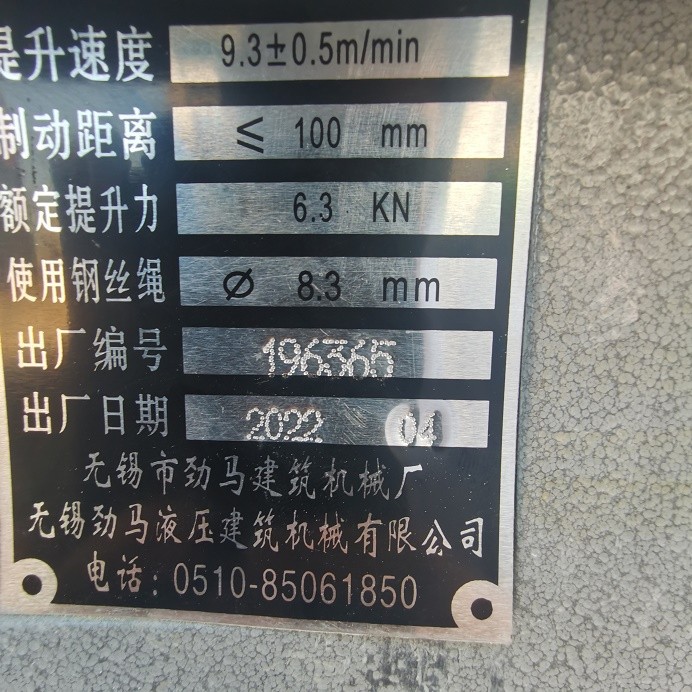 提升速度 9.3±0.5m/min
制动距离 ≤ 100 mm
额定提升力 6.3 KN
使用钢丝绳 Ø 8.3 mm
出厂编号 196365
出厂日期 2022 04
无锡市劲马建筑机械厂
无锡劲马液压建筑机械有限公司
电话：0510-85061850